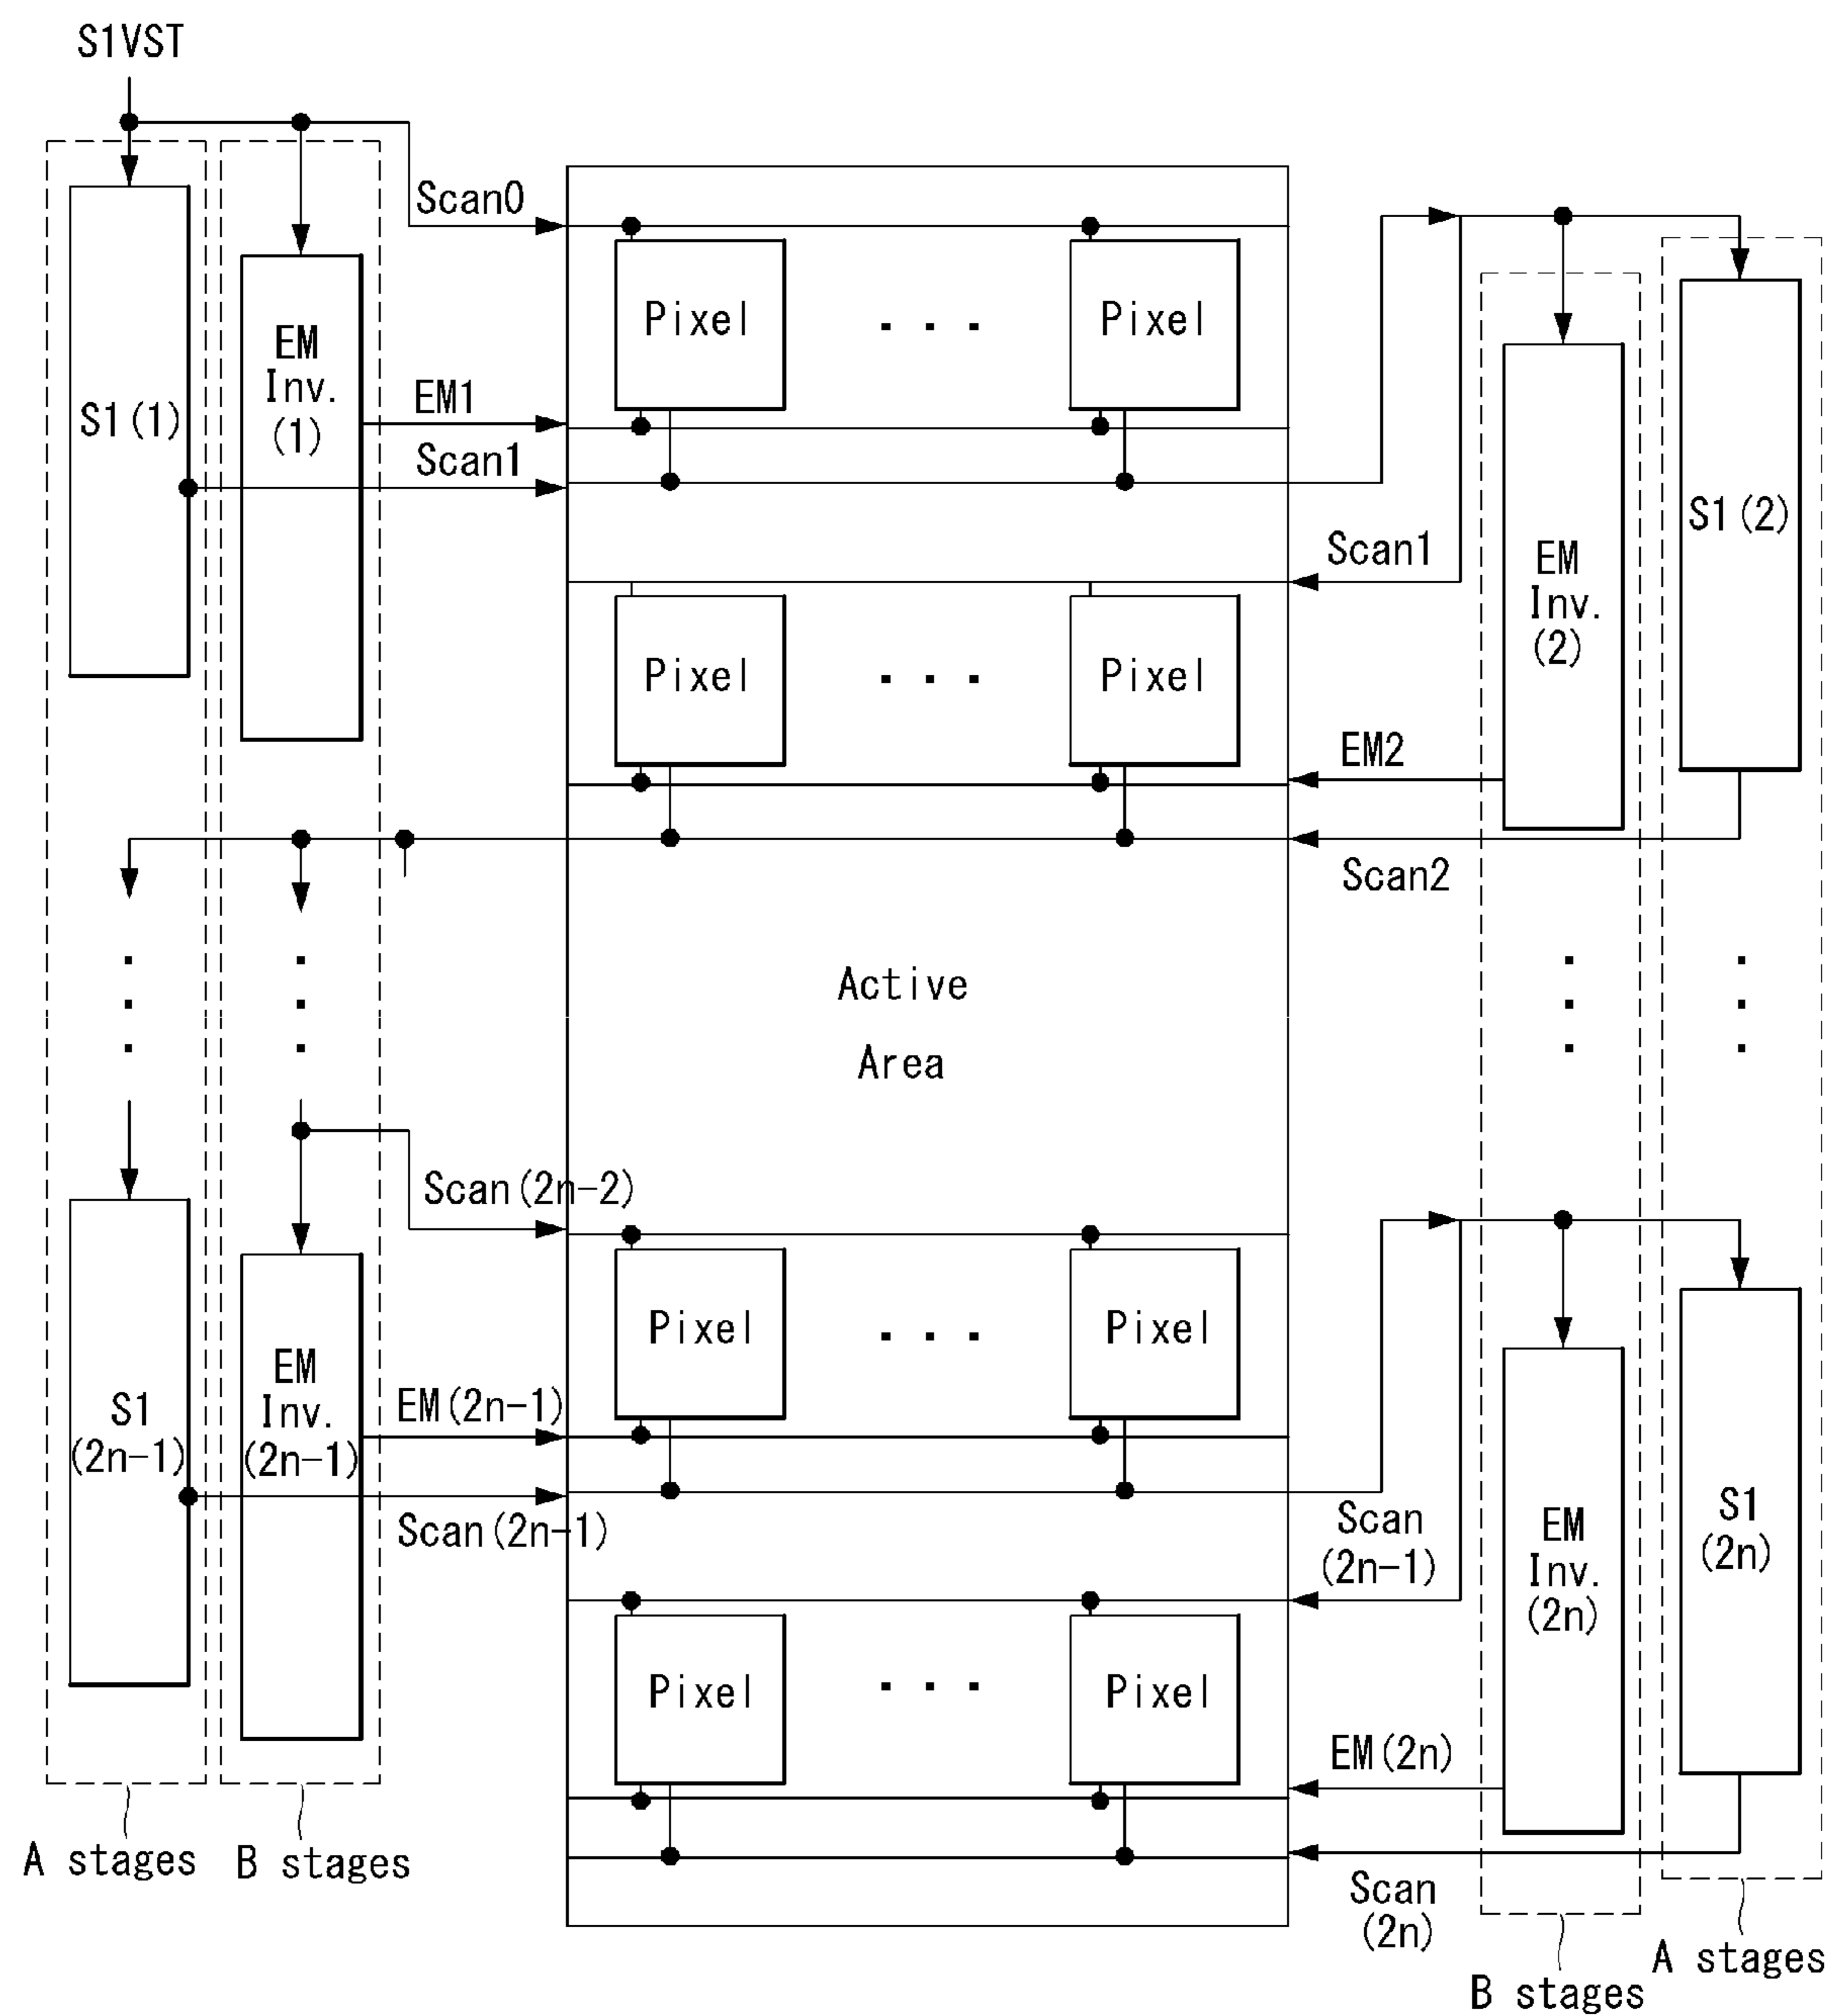 S1VST
Scan0
Pixel
. . .
Pixel
EM
Inv.
(1)
S1(1)
EM1
Scan1
S1(2)
Scan1
EM
Inv.
(2)
Pixel
. . .
Pixel
EM2
Scan2
Active
Area
Scan(2n-2)
Pixel
. . .
Pixel
S1
(2n-1)
EM
Inv.
(2n-1)
EM(2n-1)
Scan(2n-1)
Scan
(2n-1)
EM
Inv.
(2n)
S1
(2n)
Pixel
. . .
Pixel
EM(2n)
Scan
(2n)
A stages
B stages
B stages
A stages